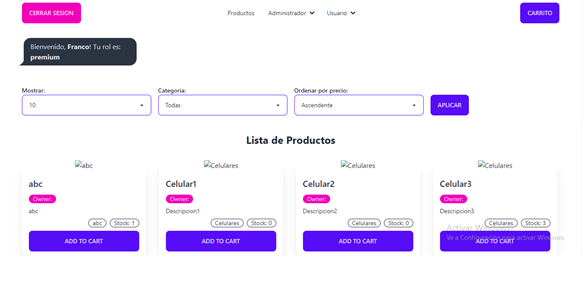 CERRAR SESION
Productos
Administrador
Usuario
CARRITO
Bienvenido, Franco! Tu rol es:
premium
Mostrar:
Categoria:
Ordenar por precio:
10
Todas
Ascendente
APLICAR
Lista de Productos
abc
Celulares
Celulares
Celulares
abc
Celular1
Celular2
Celular3
Owner:
Owner:
Owner:
Owner:
abc
Descripcion1
Descripcion2
Descripcion3
abc
Stock: 1
Celulares
Stock: 0
Celulares
Stock: 0
Celulares
Stock: 3
Activar Windows
Ve a Configuración para activar Windows.
ADD TO CART
ADD TO CART
ADD TO CART
ADD TO CART